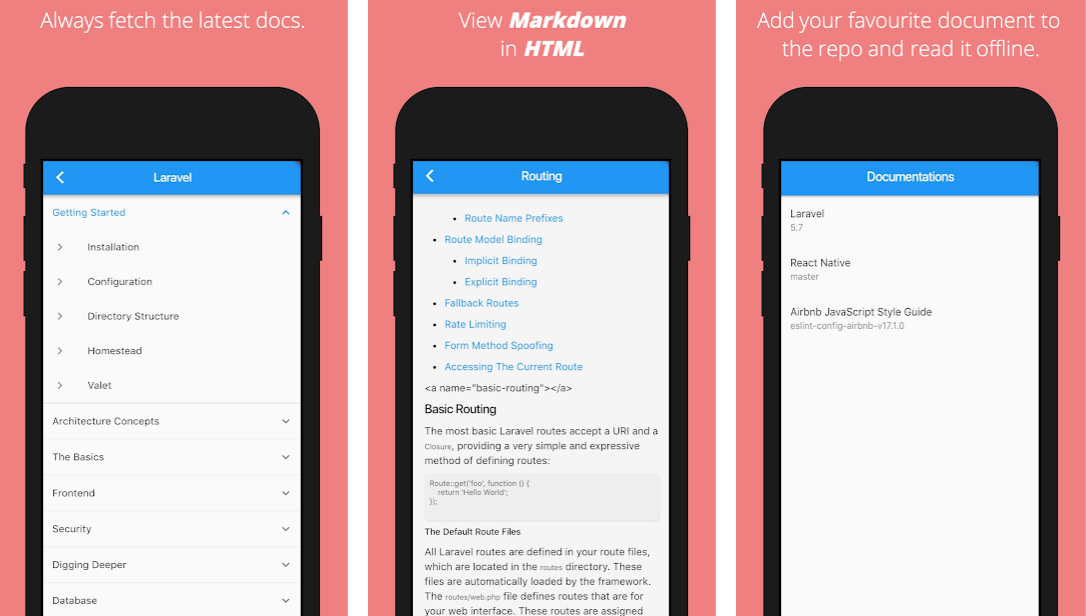 Always fetch the latest docs.
Laravel
Getting Started
Installation
Configuration
Directory Structure
Homestead
Valet
Architecture Concepts
The Basics
Frontend
Security
Digging Deeper
Database
View Markdown
in HTML
Routing
Route Name Prefixes
Route Model Binding
Implicit Binding
Explicit Binding
Fallback Routes
Rate Limiting
Form Method Spoofing
Accessing The Current Route
<a name="basic-routing"></a>
Basic Routing
The most basic Laravel routes accept a URI and a
Closure, providing a very simple and expressive
method of defining routes:
Route::get('foo', function () {
return 'Hello World';
});
The Default Route Files
All Laravel routes are defined in your route files,
which are located in the routes directory. These
files are automatically loaded by the framework.
The routes/web.php file defines routes that are for
your web interface. These routes are assigned
Add your favourite document to
the repo and read it offline.
Documentations
Laravel
5.7
React Native
master
Airbnb JavaScript Style Guide
eslint-config-airbnb-v17.1.0